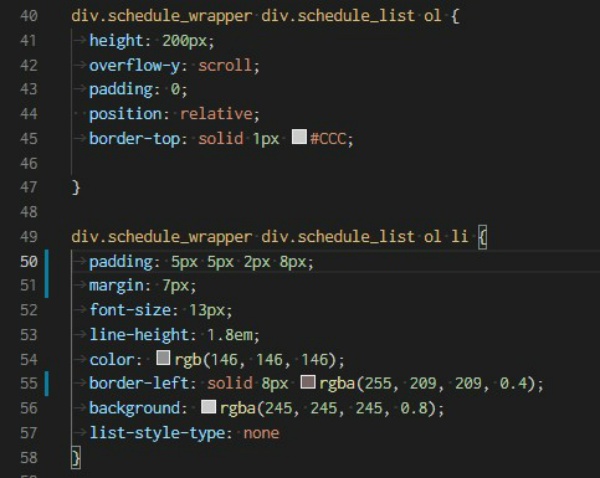 40 div.schedule_wrapper div.schedule_list ol {
41 height: 200px;
42 overflow-y: scroll;
43 padding: 0;
44 position: relative;
45 border-top: solid 1px #CCC;
46
47 }
48
49 div.schedule_wrapper div.schedule_list ol li {
50 padding: 5px 5px 2px 8px;
51 margin: 7px;
52 font-size: 13px;
53 line-height: 1.8em;
54 color: rgb(146, 146, 146);
55 border-left: solid 8px rgba(255, 209, 209, 0.4);
56 background: rgba(245, 245, 245, 0.8);
57 list-style-type: none
58 }